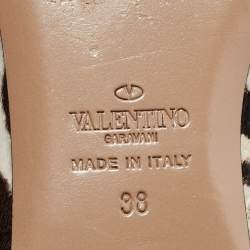 VALENTINO
GARAVANI
MADE IN ITALY
38